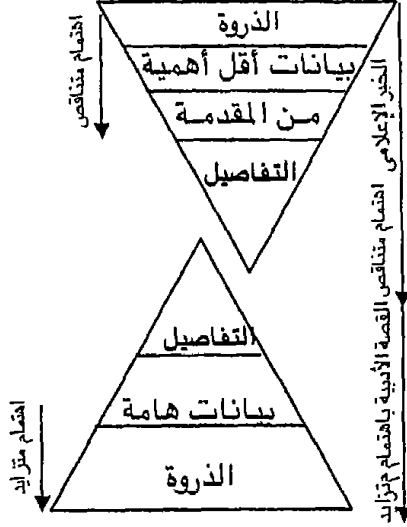 الذروة
بيانات أقل أهمية
من المقدمة
التفاصيل
اهتمام متناقص
الخبر الإعلامى اهتمام متناقص القصة الأدبية باهتمام متزايد
التفاصيل
بيانات هامة
الذروة
اهتمام متزايد